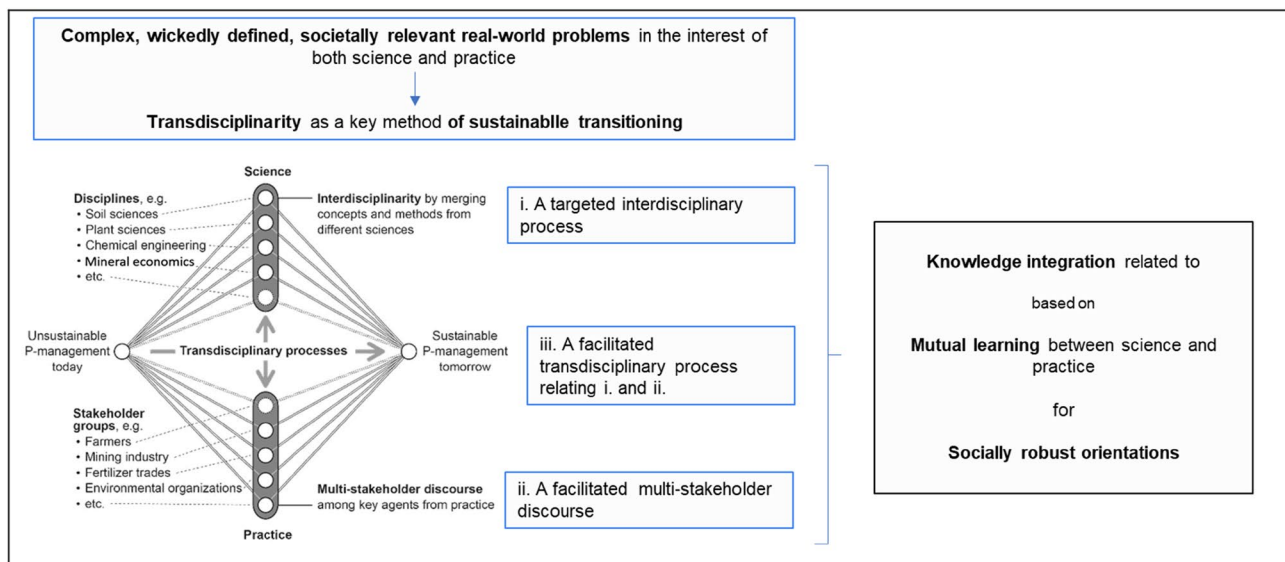 Complex, wickedly defined, societally relevant real-world problems in the interest of
both science and practice
Transdisciplinarity as a key method of sustainablle transitioning
Science
Disciplines, e.g.
• Soil sciences
• Plant sciences
• Chemical engineering
• Mineral economics
• etc.
Interdisciplinarity by merging
concepts and methods from
different sciences
i. A targeted interdisciplinary
process
Unsustainable
P-management
today
Transdisciplinary processes
Sustainable
P-management
tomorrow
iii. A facilitated
transdisciplinary process
relating i. and ii.
Stakeholder
groups, e.g.
• Farmers
• Mining industry
• Fertilizer trades
• Environmental organizations
• etc.
Multi-stakeholder discourse
among key agents from practice
Practice
ii. A facilitated multi-stakeholder
discourse
Knowledge integration related to
based on
Mutual learning between science and
practice
for
Socially robust orientations